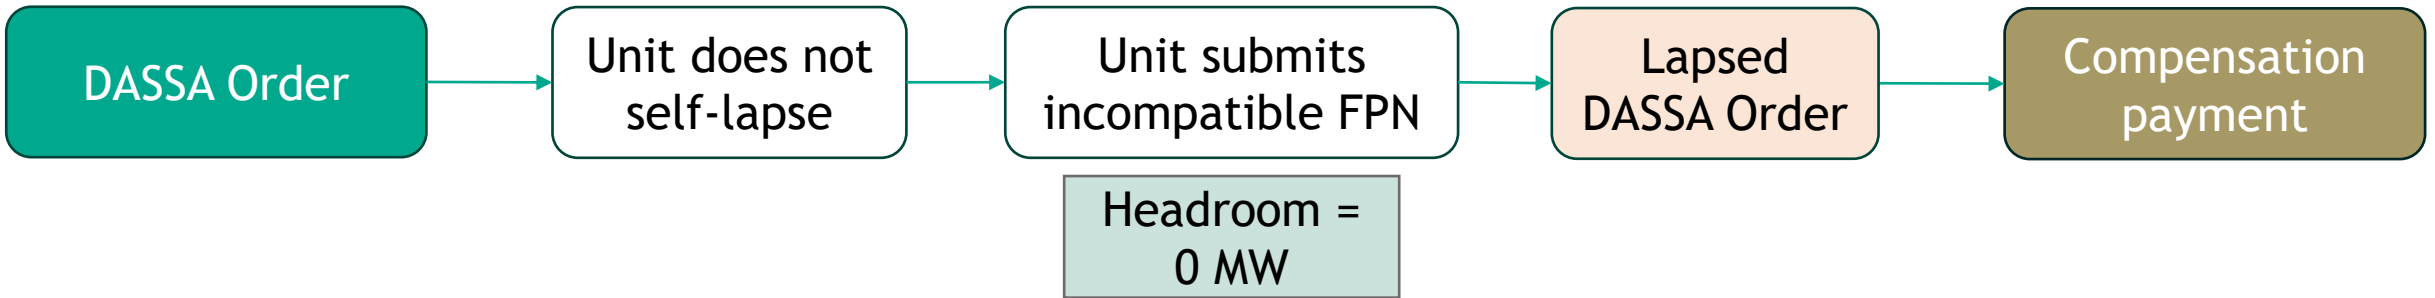 DASSA Order
Unit does not
self-lapse
Unit submits
incompatible FPN
Lapsed
DASSA Order
Compensation
payment
Headroom =
0 MW